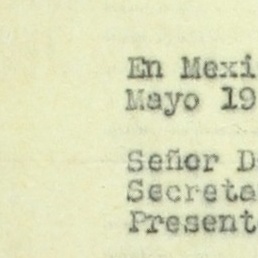 En Mexi
Mayo 19
Señor D
Secreta
Present